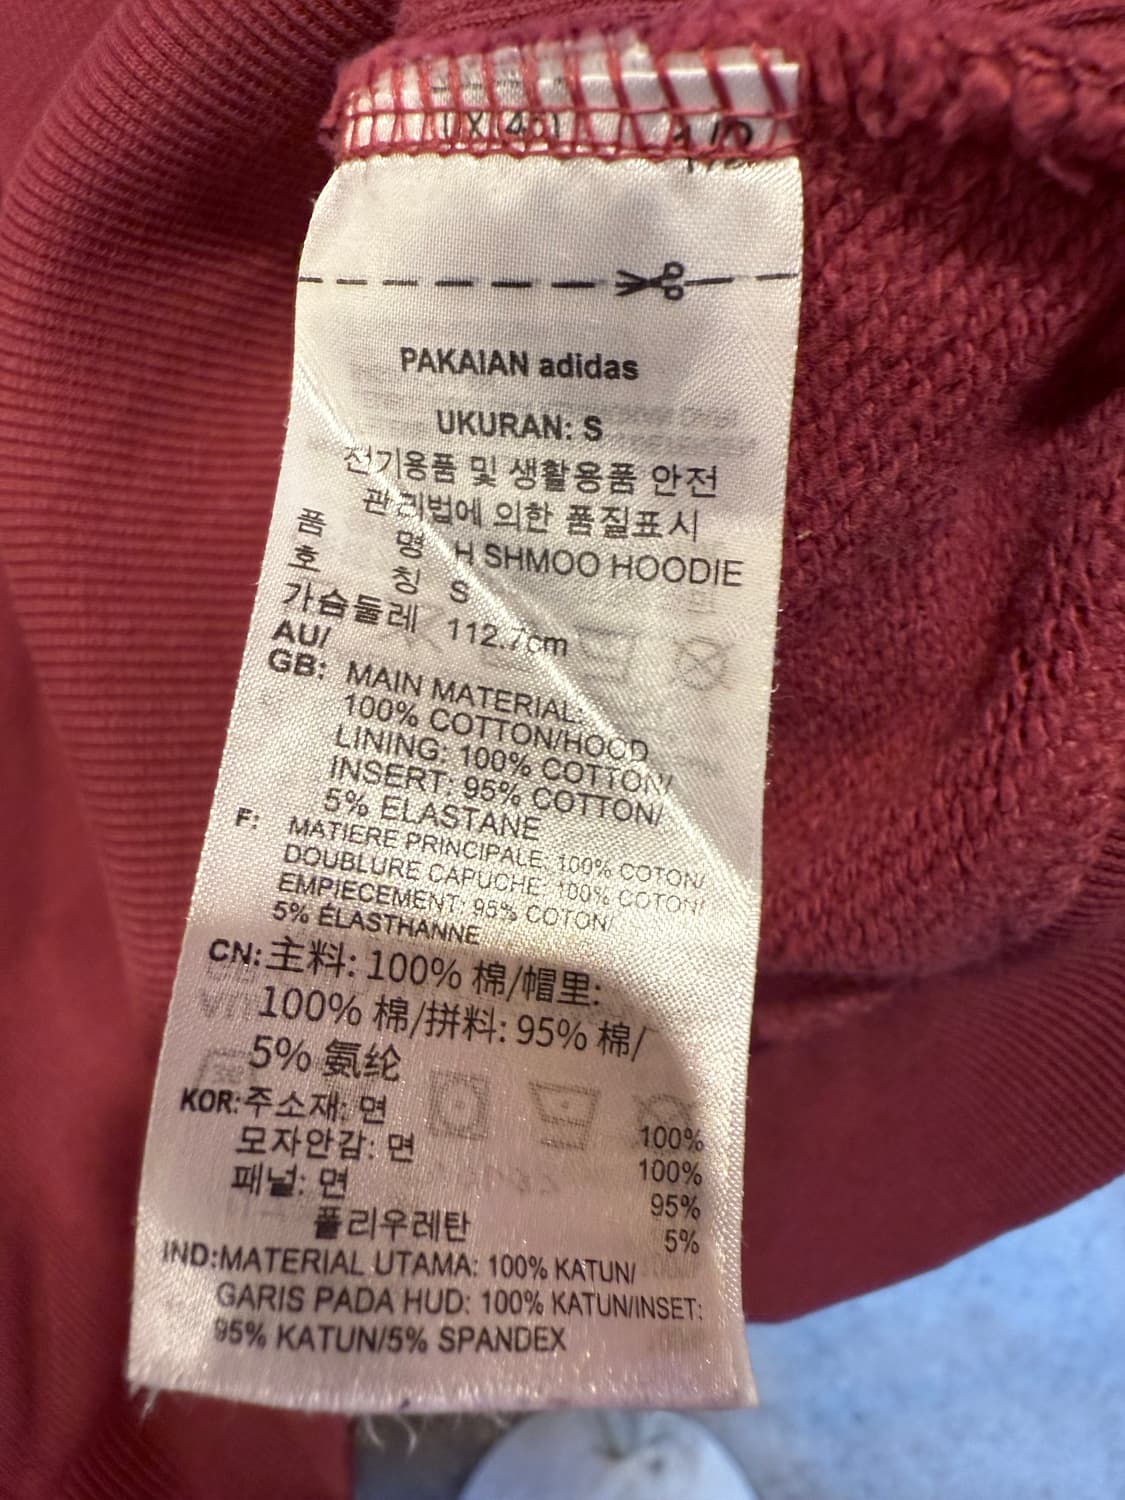 PAKAIAN adidas
UKURAN: S
전기용품 및 생활용품 안전
관리법에 의한 품질표시
품 명 H SHMOO HOODIE
호 칭 S
가슴둘레 112.7cm
AU/
GB: MAIN MATERIAL:
100% COTTON/HOOD
LINING: 100% COTTON/
INSERT: 95% COTTON/
5% ELASTANE
F: MATIERE PRINCIPALE: 100% COTON/
DOUBLURE CAPUCHE: 100% COTON/
EMPIECEMENT: 95% COTON/
5% ÉLASTHANNE
CN: 主料: 100% 棉/帽里:
100% 棉/拼料: 95% 棉/
5% 氨纶
KOR: 주소재: 면 100%
모자안감: 면 100%
패널: 면 95%
폴리우레탄 5%
IND: MATERIAL UTAMA: 100% KATUN/
GARIS PADA HUD: 100% KATUN/INSET:
95% KATUN/5% SPANDEX